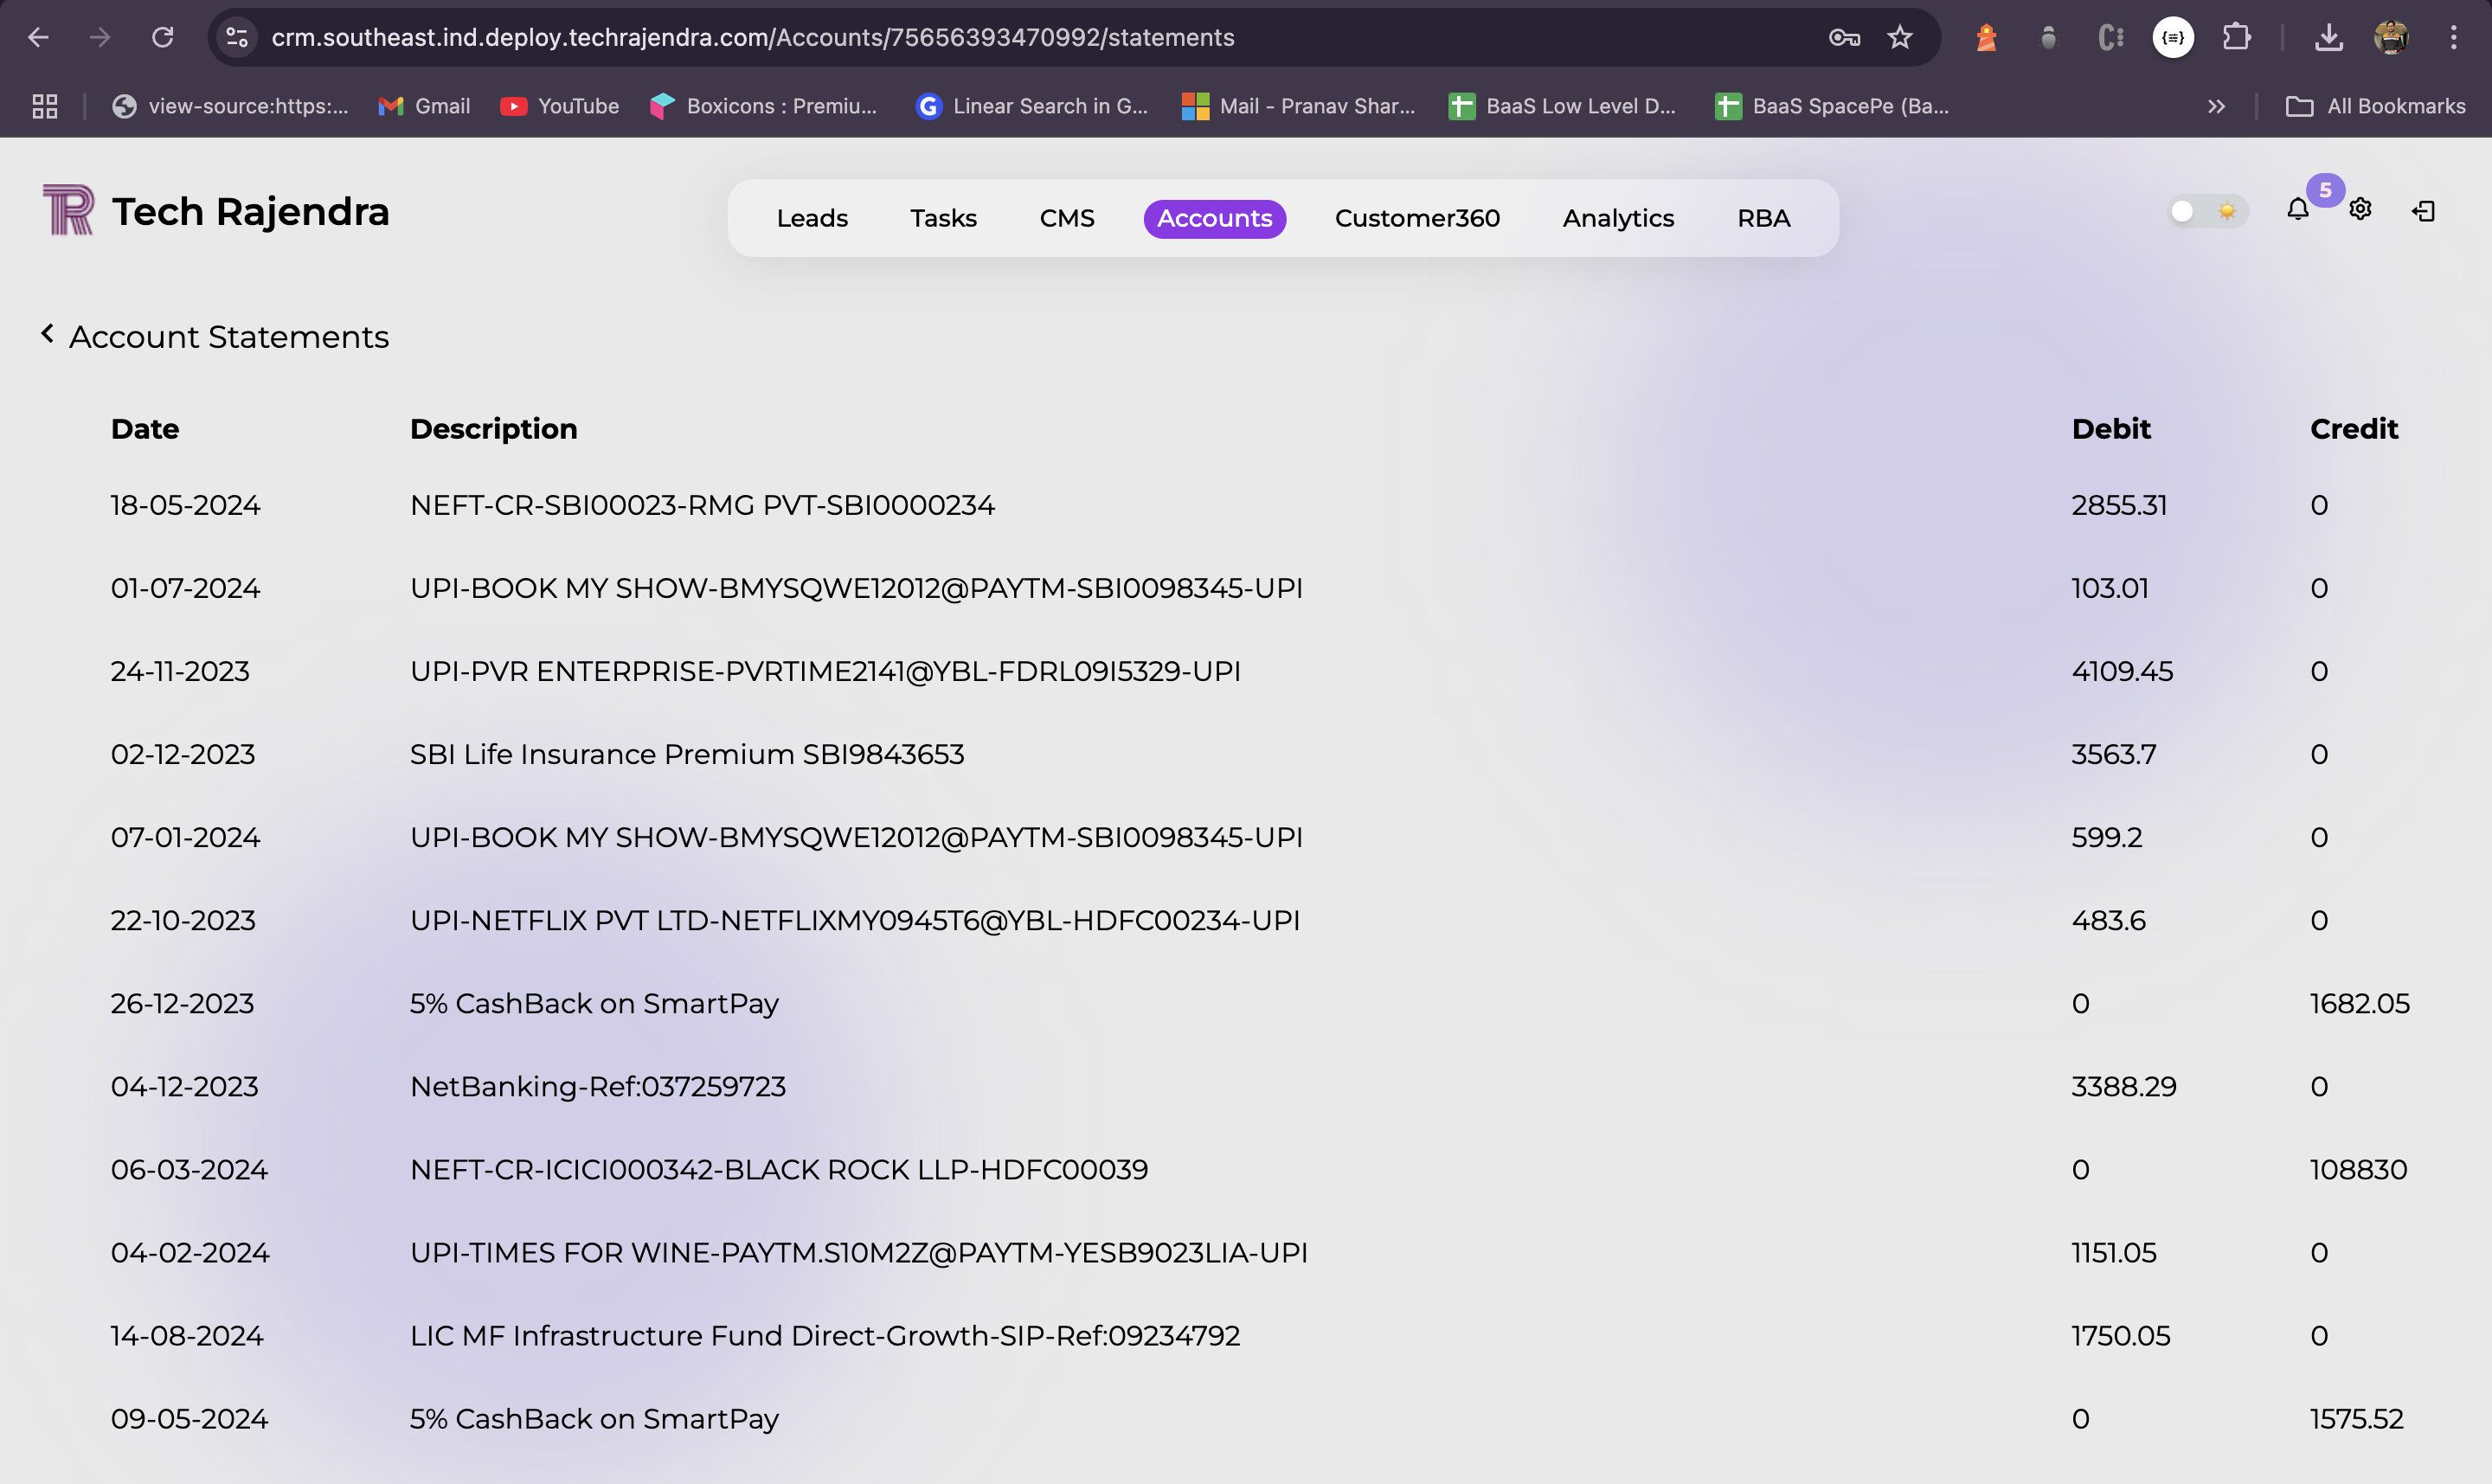 crm.southeast.ind.deploy.techrajendra.com/Accounts/75656393470992/statements
view-source:https:... Gmail YouTube Boxicons : Premiu... Linear Search in G... Mail - Pranav Shar... BaaS Low Level D... BaaS SpacePe (Ba... All Bookmarks
Tech Rajendra Leads Tasks CMS Accounts Customer360 Analytics RBA 5
Account Statements
Date Description Debit Credit
18-05-2024 NEFT-CR-SBI00023-RMG PVT-SBI0000234 2855.31 0
01-07-2024 UPI-BOOK MY SHOW-BMYSQWE12012@PAYTM-SBI0098345-UPI 103.01 0
24-11-2023 UPI-PVR ENTERPRISE-PVRTIME2141@YBL-FDRL09I5329-UPI 4109.45 0
02-12-2023 SBI Life Insurance Premium SBI9843653 3563.7 0
07-01-2024 UPI-BOOK MY SHOW-BMYSQWE12012@PAYTM-SBI0098345-UPI 599.2 0
22-10-2023 UPI-NETFLIX PVT LTD-NETFLIXMY0945T6@YBL-HDFC00234-UPI 483.6 0
26-12-2023 5% CashBack on SmartPay 0 1682.05
04-12-2023 NetBanking-Ref:037259723 3388.29 0
06-03-2024 NEFT-CR-ICICI000342-BLACK ROCK LLP-HDFC00039 0 108830
04-02-2024 UPI-TIMES FOR WINE-PAYTM.S10M2Z@PAYTM-YESB9023LIA-UPI 1151.05 0
14-08-2024 LIC MF Infrastructure Fund Direct-Growth-SIP-Ref:09234792 1750.05 0
09-05-2024 5% CashBack on SmartPay 0 1575.52